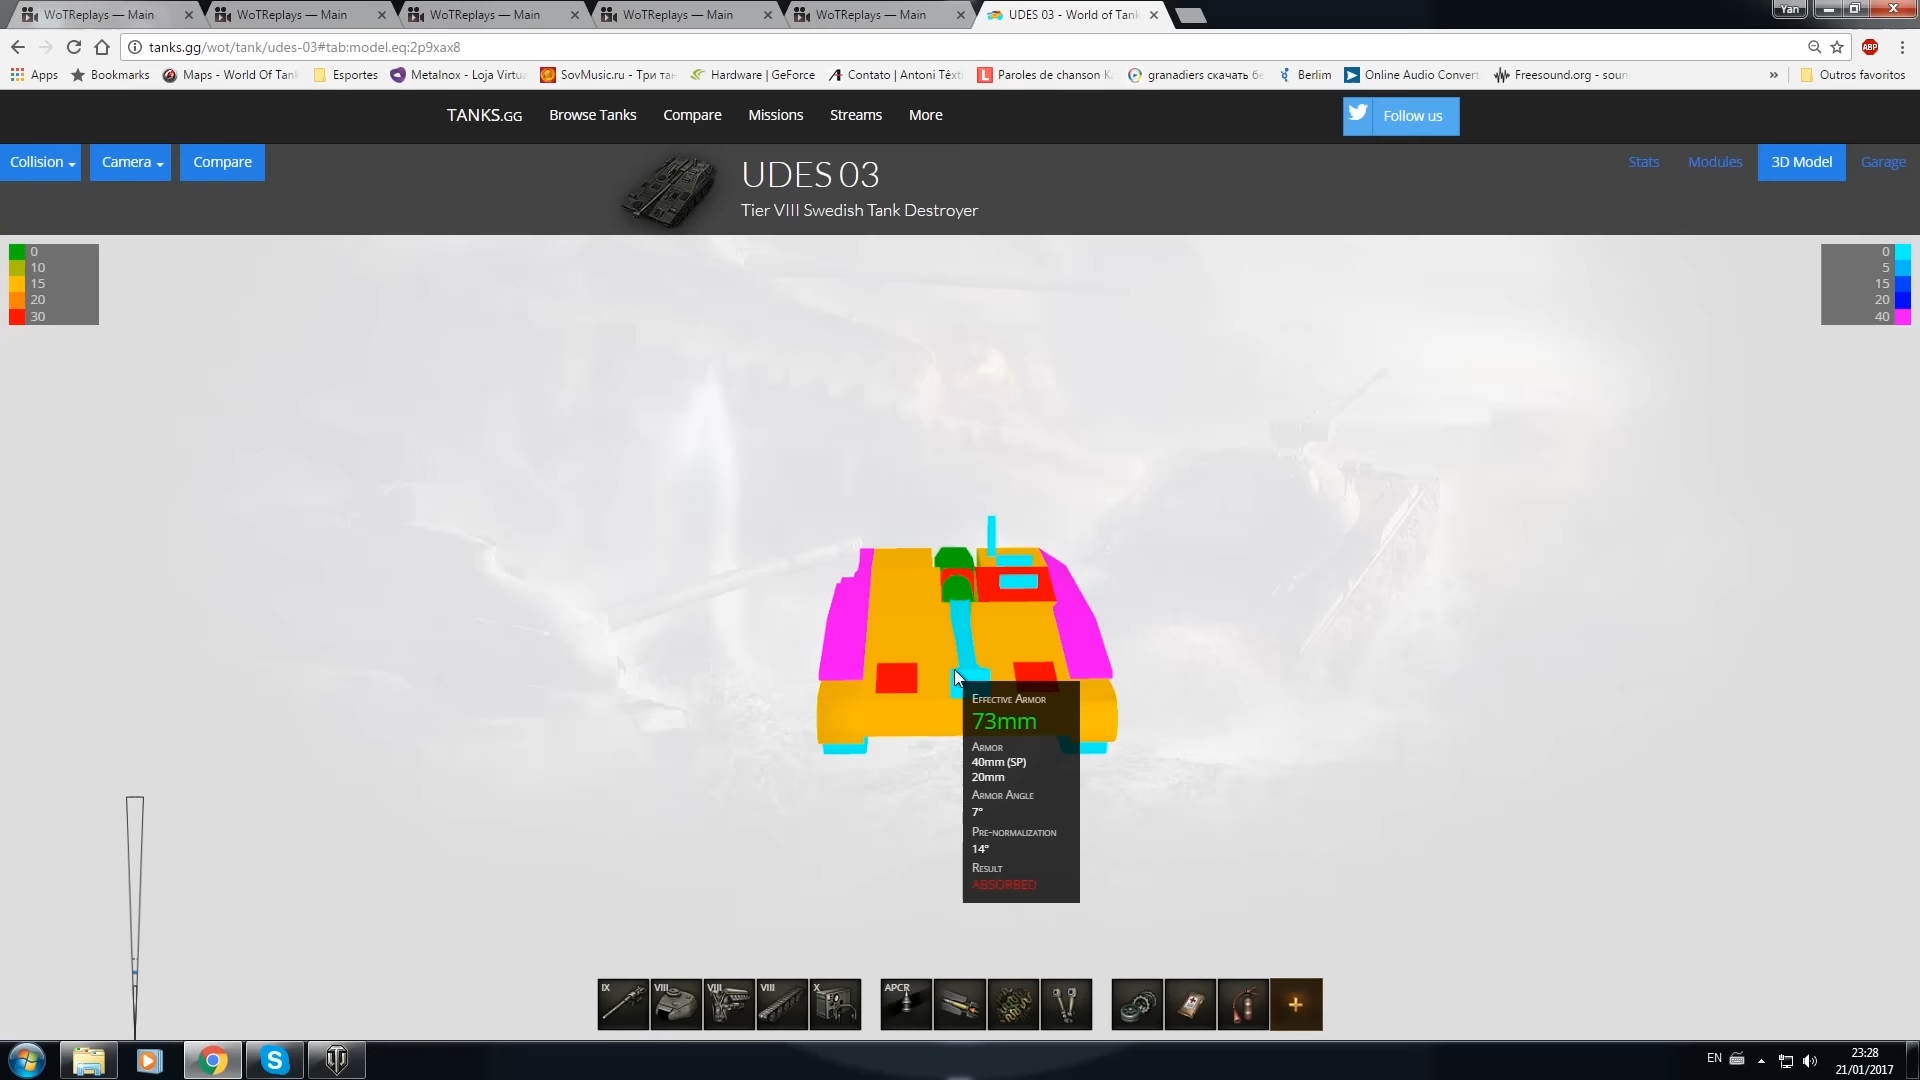 WoTReplays — Main
WoTReplays — Main
WoTReplays — Main
WoTReplays — Main
WoTReplays — Main
UDES 03 - World of Tank
Yan
tanks.gg/wot/tank/udes-03#tab:model.eq:2p9xax8
ABP
Apps
Bookmarks
Maps - World Of Tank
Esportes
Metalnox - Loja Virtu
SovMusic.ru - Три та
Hardware | GeForce
Contato | Antoni Têxt
Paroles de chanson K
granadiers скачать бе
Berlim
Online Audio Convert
Freesound.org - soun
»
Outros favoritos
TANKS.GG
Browse Tanks
Compare
Missions
Streams
More
Follow us
Collision
Camera
Compare
UDES 03
Tier VIII Swedish Tank Destroyer
Stats
Modules
3D Model
Garage
0
10
15
20
30
0
5
15
20
40
Effective Armor
73mm
Armor
40mm (SP)
20mm
Armor Angle
7°
Pre-normalization
14°
Result
ABSORBED
IX
VIII
VIII
VIII
X
APCR
+
EN
23:28
21/01/2017